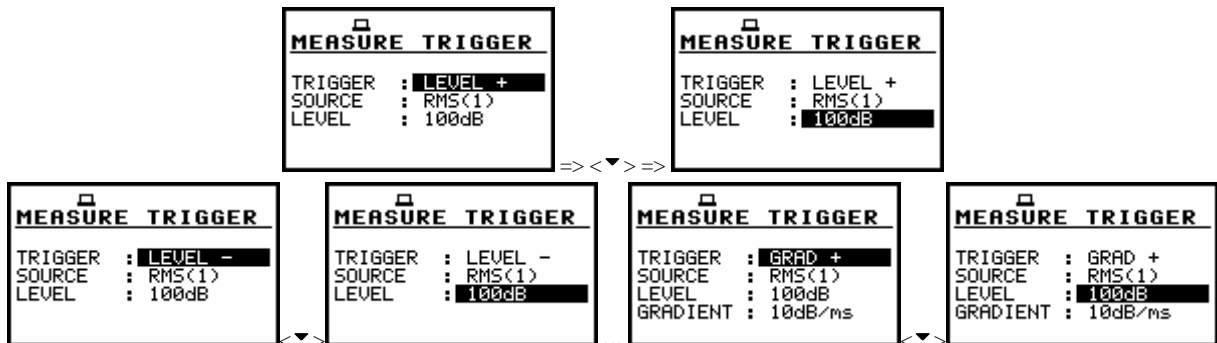 MEASURE TRIGGER
TRIGGER : LEVEL +
SOURCE : RMS(1)
LEVEL : 100dB
=> <▼> =>
MEASURE TRIGGER
TRIGGER : LEVEL +
SOURCE : RMS(1)
LEVEL : 100dB
MEASURE TRIGGER
TRIGGER : LEVEL -
SOURCE : RMS(1)
LEVEL : 100dB
<▼>
MEASURE TRIGGER
TRIGGER : LEVEL -
SOURCE : RMS(1)
LEVEL : 100dB
MEASURE TRIGGER
TRIGGER : GRAD +
SOURCE : RMS(1)
LEVEL : 100dB
GRADIENT : 10dB/ms
<▼>
MEASURE TRIGGER
TRIGGER : GRAD +
SOURCE : RMS(1)
LEVEL : 100dB
GRADIENT : 10dB/ms